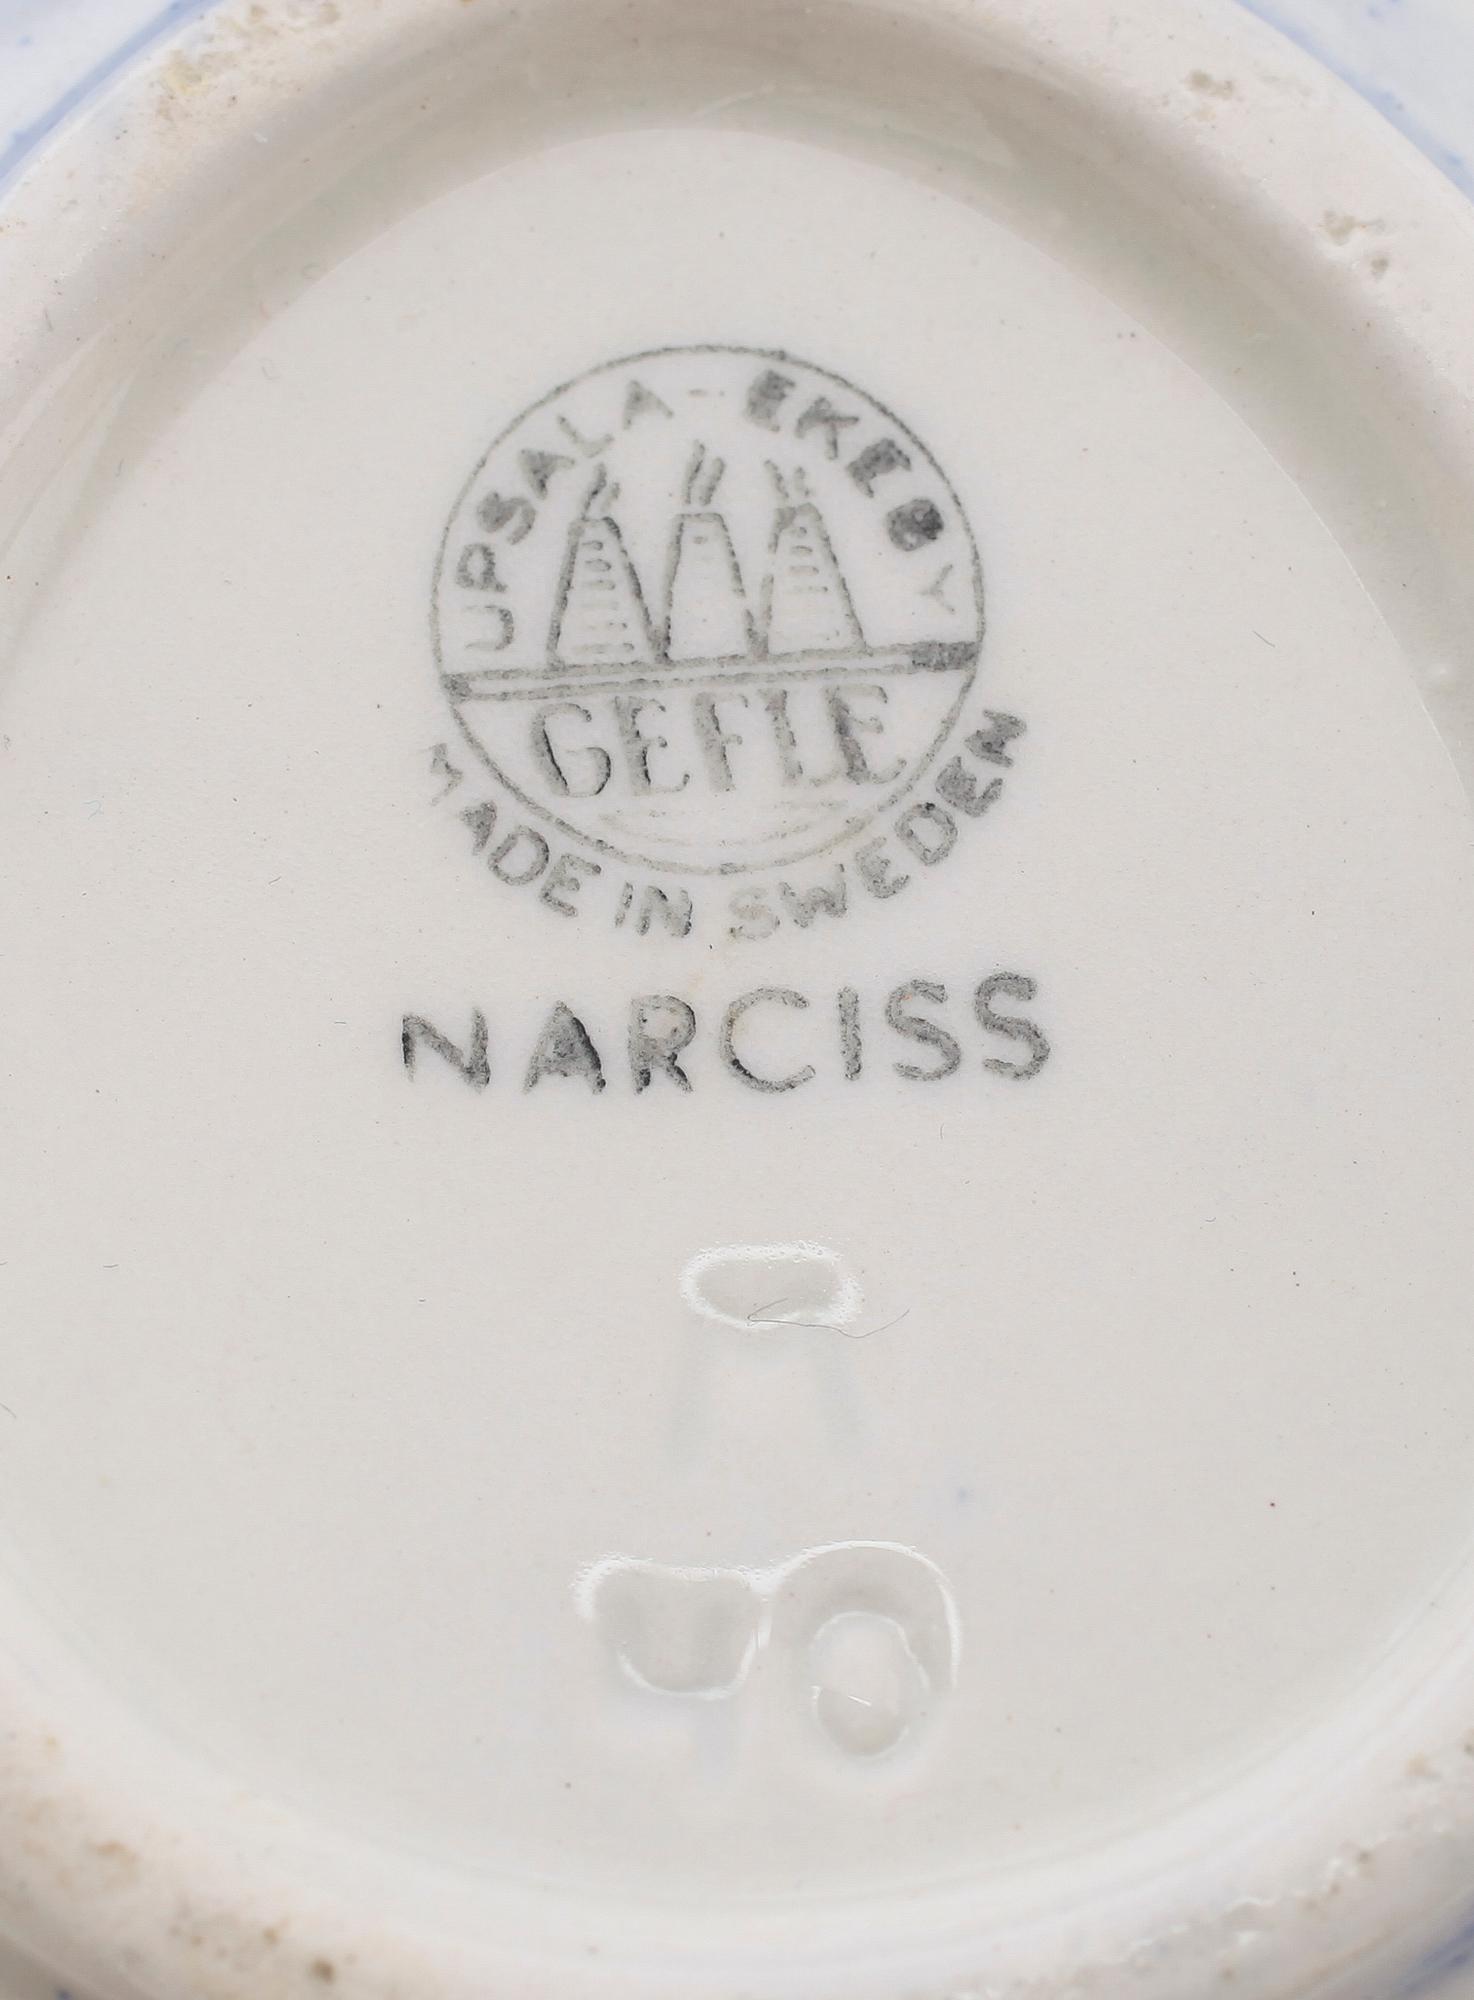 UPSALA-EKEBY
GEFLE
MADE IN SWEDEN
NARCISS